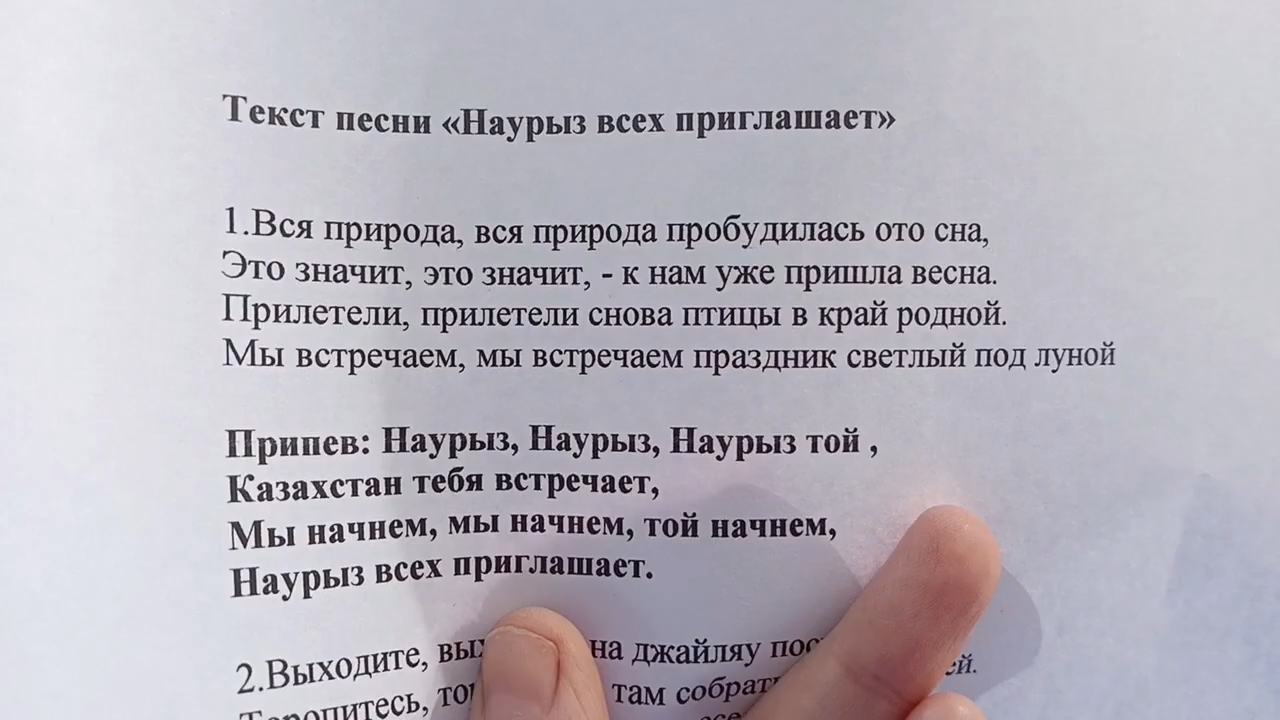 Текст песни «Наурыз всех приглашает»
1.Вся природа, вся природа пробудилась ото сна,
Это значит, это значит, - к нам уже пришла весна.
Прилетели, прилетели снова птицы в край родной.
Мы встречаем, мы встречаем праздник светлый под луной
Припев: Наурыз, Наурыз, Наурыз той ,
Казахстан тебя встречает,
Мы начнем, мы начнем, той начнем,
Наурыз всех приглашает.
2.Выходите, на джайляу
там